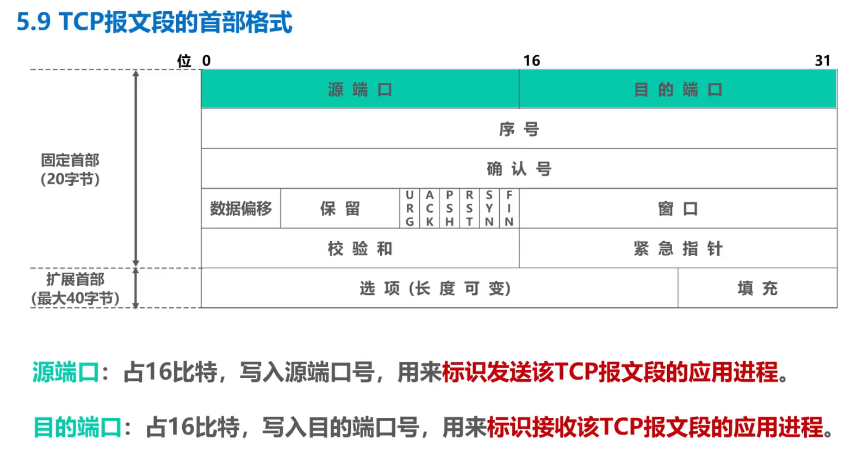 5.9 TCP报文段的首部格式
位 0 16 31
源 端 口 目 的 端 口
序 号
固定首部
(20字节)
确 认 号
数据偏移 保 留 URG ACK PSH RST SYN FIN 窗 口
校 验 和 紧 急 指 针
扩展首部
(最大40字节)
选 项 (长 度 可 变) 填 充
源端口：占16比特，写入源端口号，用来标识发送该TCP报文段的应用进程。
目的端口：占16比特，写入目的端口号，用来标识接收该TCP报文段的应用进程。